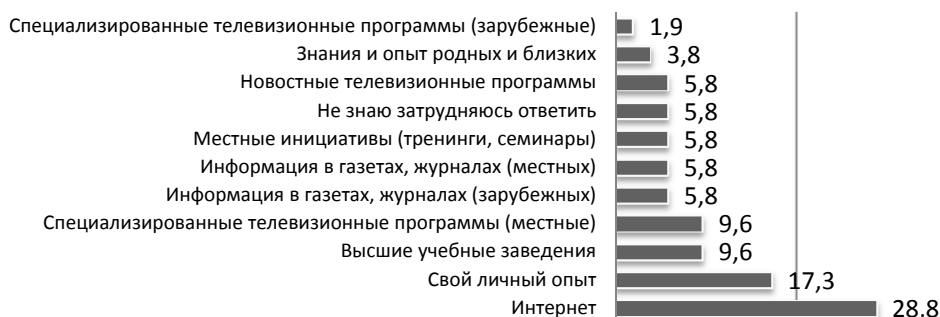 Специализированные телевизионные программы (зарубежные) 1,9
Знания и опыт родных и близких 3,8
Новостные телевизионные программы 5,8
Не знаю затрудняюсь ответить 5,8
Местные инициативы (тренинги, семинары) 5,8
Информация в газетах, журналах (местных) 5,8
Информация в газетах, журналах (зарубежных) 5,8
Специализированные телевизионные программы (местные) 9,6
Высшие учебные заведения 9,6
Свой личный опыт 17,3
Интернет 28,8